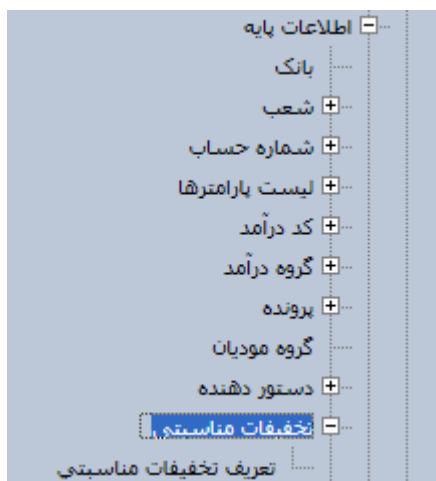 اطلاعات پایه
بانک
شعب
شماره حساب
لیست پارامترها
کد درآمد
گروه درآمد
پرونده
گروه مودیان
دستور دهنده
تخفیفات مناسبتی
تعریف تخفیفات مناسبتی